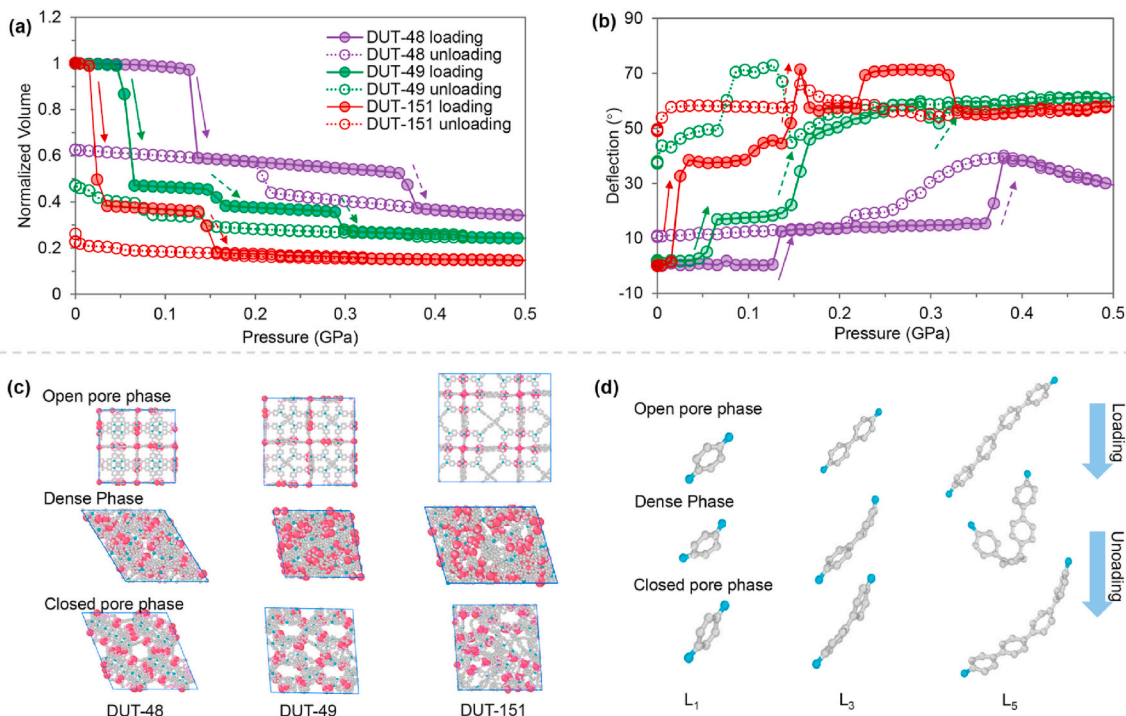 (a)
Normalized Volume
1.2
1
0.8
0.6
0.4
0.2
0
DUT-48 loading
DUT-48 unloading
DUT-49 loading
DUT-49 unloading
DUT-151 loading
DUT-151 unloading
0 0.1 0.2 0.3 0.4 0.5
Pressure (GPa)
(b)
Deflection (°)
90
70
50
30
10
-10
0 0.1 0.2 0.3 0.4 0.5
Pressure (GPa)
(c)
Open pore phase
Dense Phase
Closed pore phase
DUT-48 DUT-49 DUT-151
(d)
Open pore phase
Dense Phase
Closed pore phase
L1 L3 L5
Loading
Unoading